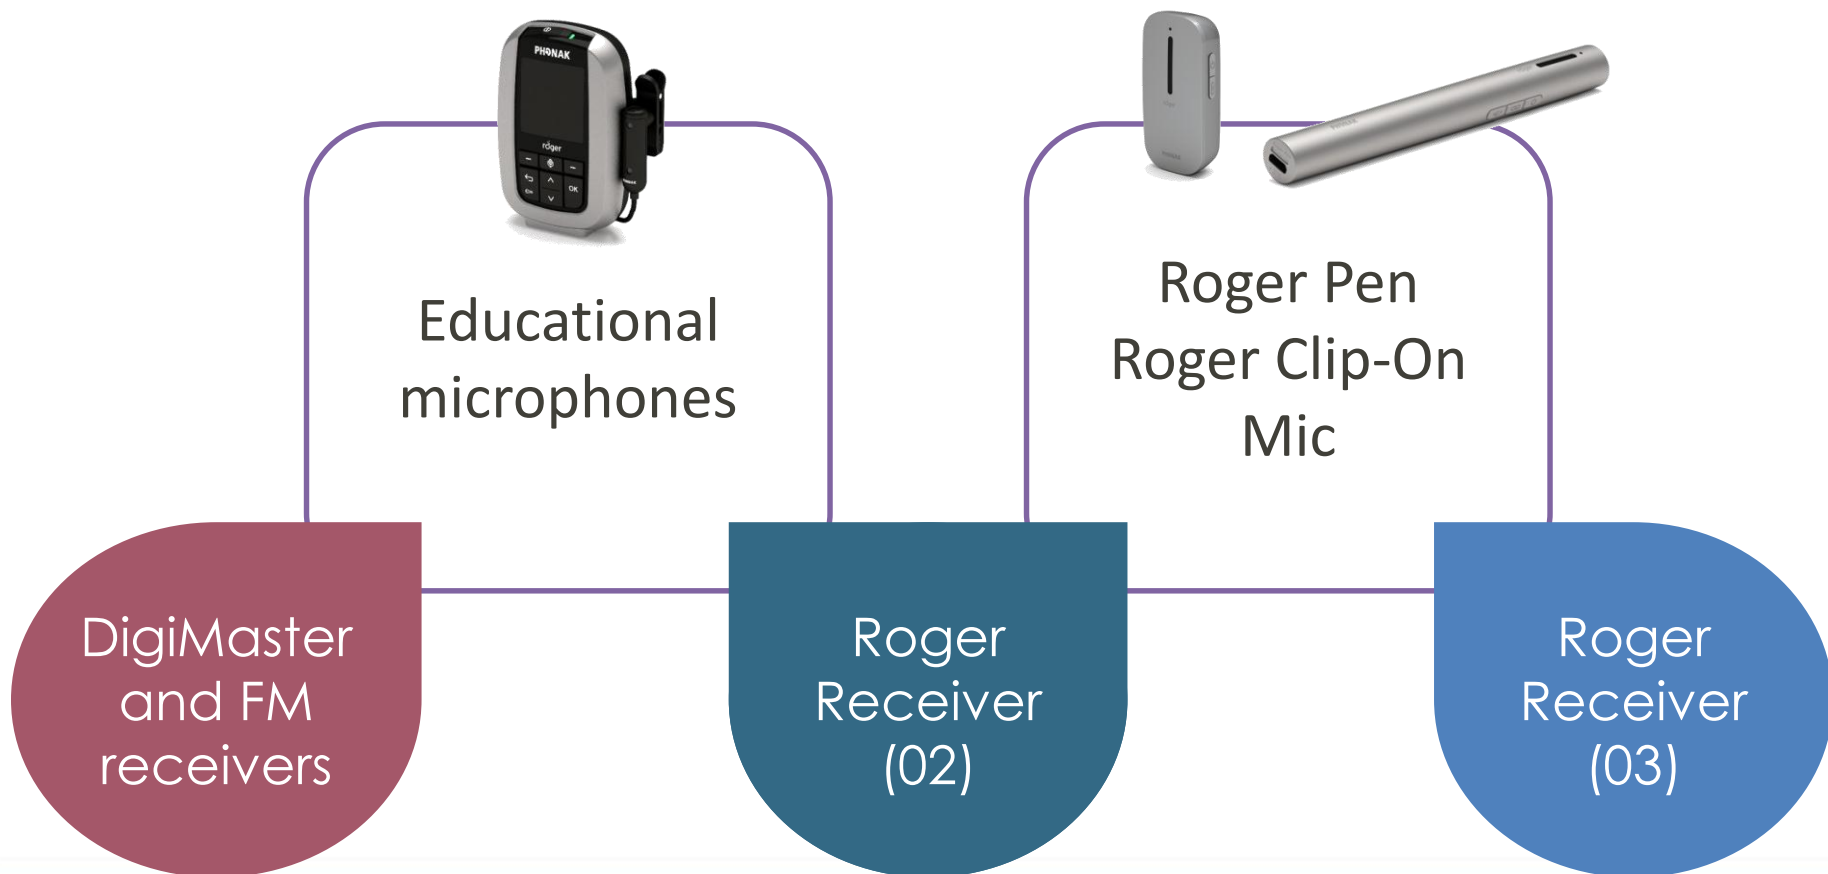 PHONAK
roger
OK
Educational
microphones
Roger Pen
Roger Clip-On
Mic
DigiMaster
and FM
receivers
Roger
Receiver
(02)
Roger
Receiver
(03)